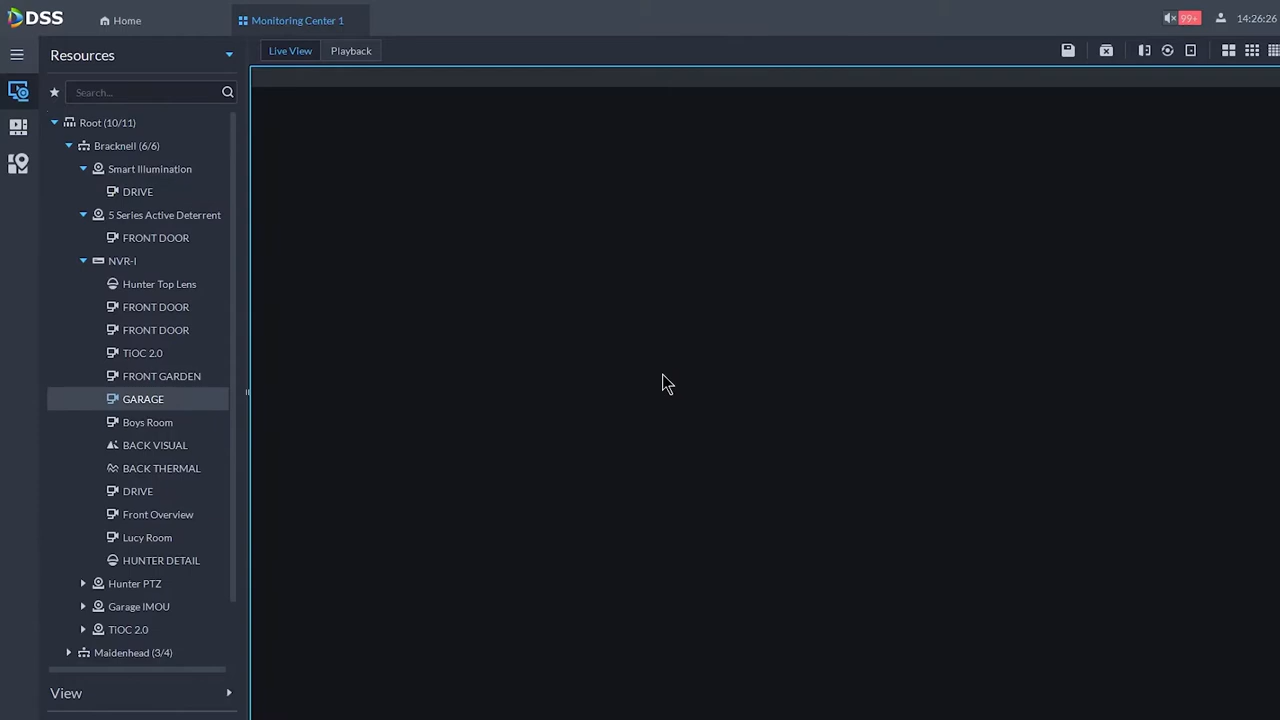 DSS
Home
Monitoring Center 1
99+
14:26:26
Resources
Live View
Playback
Search...
Root (10/11)
Bracknell (6/6)
Smart Illumination
DRIVE
5 Series Active Deterrent
FRONT DOOR
NVR-I
Hunter Top Lens
FRONT DOOR
FRONT DOOR
TiOC 2.0
FRONT GARDEN
GARAGE
Boys Room
BACK VISUAL
BACK THERMAL
DRIVE
Front Overview
Lucy Room
HUNTER DETAIL
Hunter PTZ
Garage IMOU
TiOC 2.0
Maidenhead (3/4)
View